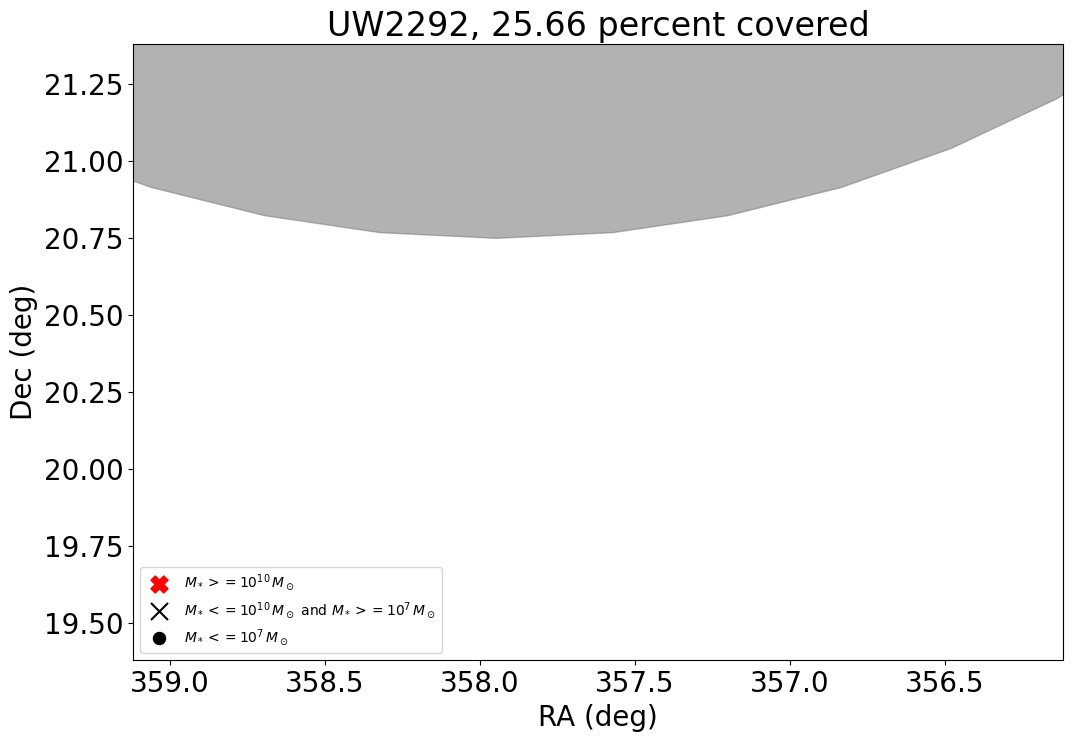 UW2292, 25.66 percent covered
21.25
21.00
20.75
20.50
20.25
20.00
19.75
19.50
Dec (deg)
M* >= 10^10 M⊙
M* <= 10^10 M⊙ and M* >= 10^7 M⊙
M* <= 10^7 M⊙
359.0 358.5 358.0 357.5 357.0 356.5
RA (deg)